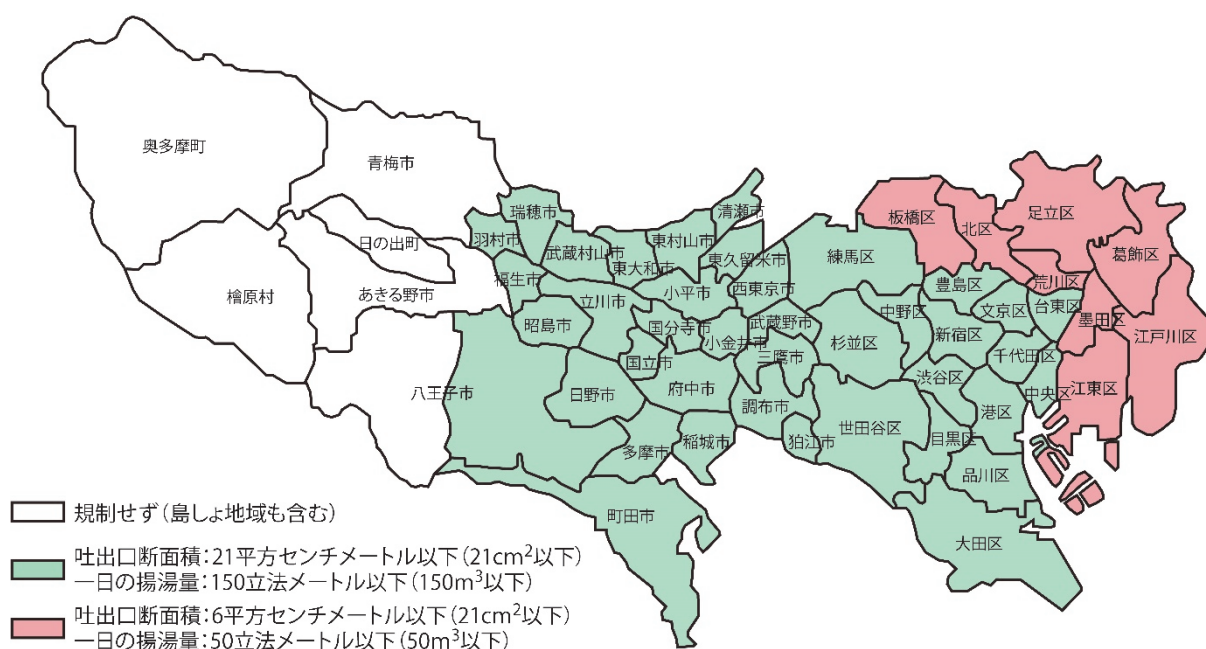 奥多摩町
青梅市
瑞穂市
清瀬市
板橋区
北区
足立区
羽村市
日の出町
武蔵村山市
東村山市
東大和市
東久留米市
練馬区
葛飾区
檜原村
あきる野市
福生市
立川市
小平市
西東京市
豊島区
荒川区
文京区
台東区
昭島市
国分寺市
小金井市
武蔵野市
中野区
杉並区
新宿区
墨田区
江戸川区
国立市
三鷹市
千代田区
八王子市
日野市
府中市
調布市
渋谷区
中央区
江東区
港区
多摩市
稲城市
狛江市
世田谷区
目黒区
品川区
町田市
大田区
規制せず(島しょ地域も含む)
吐出口断面積:21平方センチメートル以下(21cm²以下)
一日の揚湯量:150立法メートル以下(150m³以下)
吐出口断面積:6平方センチメートル以下(21cm²以下)
一日の揚湯量:50立法メートル以下(50m³以下)